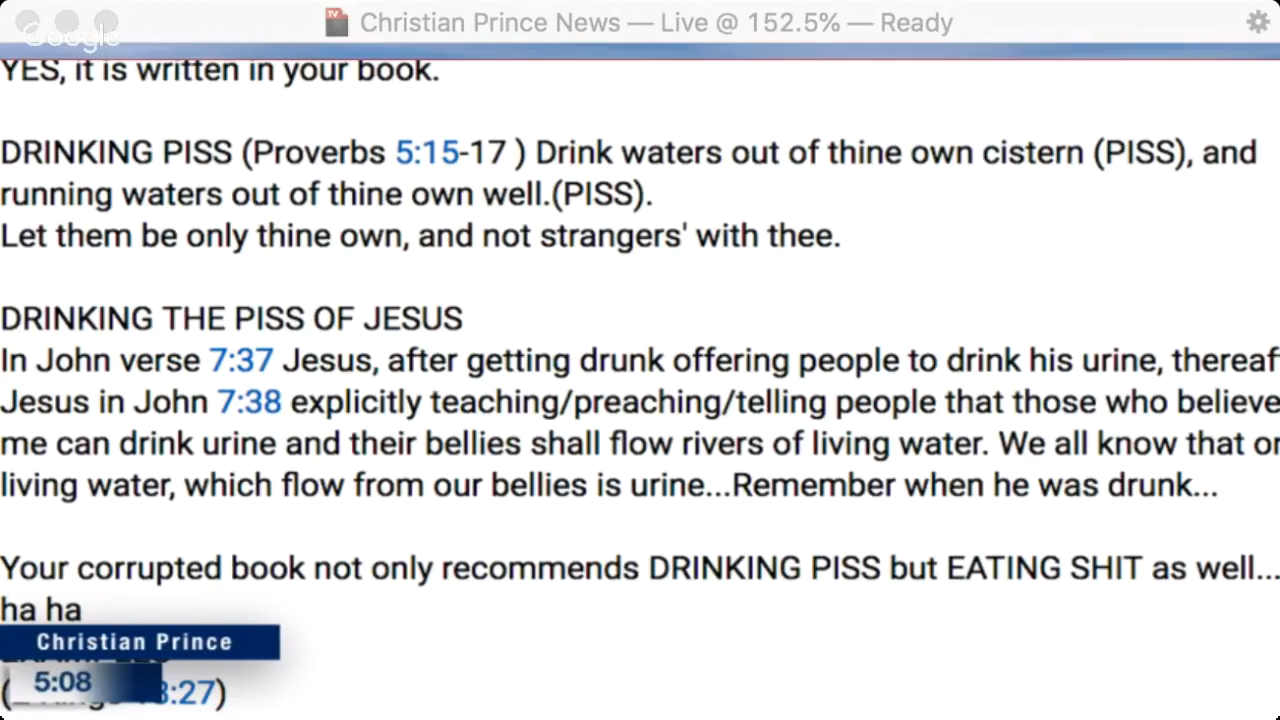 Christian Prince News — Live @ 152.5% — Ready
Google
YES, it is written in your book.
DRINKING PISS (Proverbs 5:15-17 ) Drink waters out of thine own cistern (PISS), and
running waters out of thine own well.(PISS).
Let them be only thine own, and not strangers' with thee.
DRINKING THE PISS OF JESUS
In John verse 7:37 Jesus, after getting drunk offering people to drink his urine, thereaf
Jesus in John 7:38 explicitly teaching/preaching/telling people that those who believe
me can drink urine and their bellies shall flow rivers of living water. We all know that
living water, which flow from our bellies is urine...Remember when he was drunk...
Your corrupted book not only recommends DRINKING PISS but EATING SHIT as well...
ha ha
Christian Prince
5:08
:27)